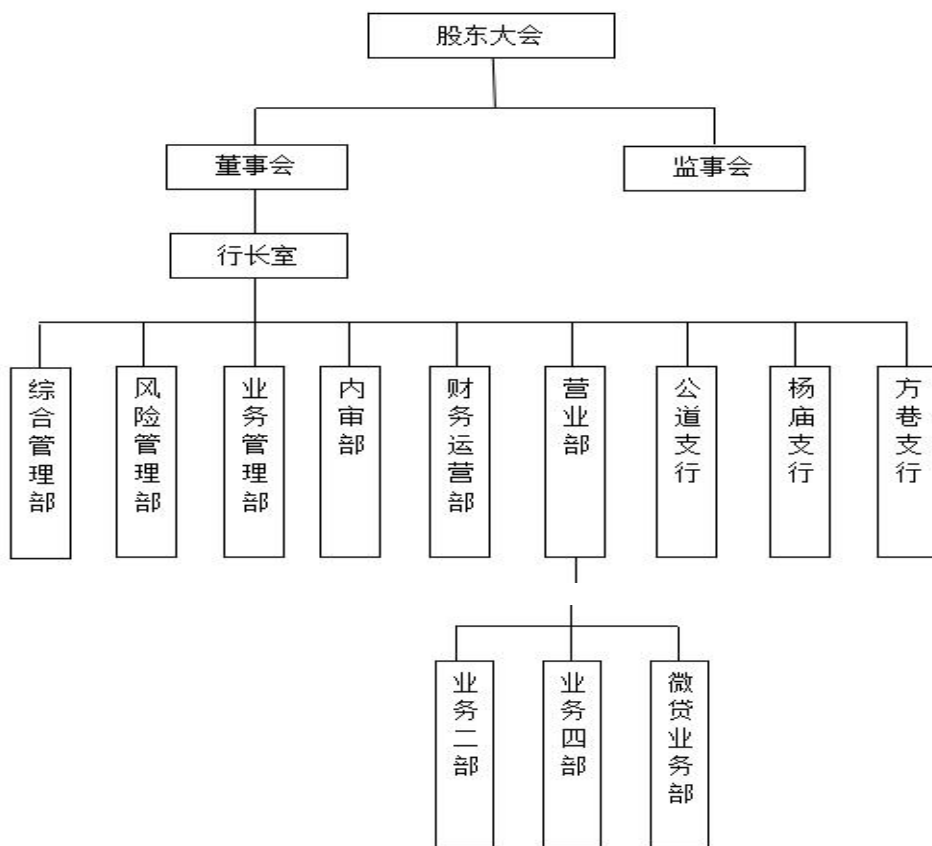 股东大会
董事会
监事会
行长室
综合管理部
风险管理部
业务管理部
内审部
财务运营部
营业部
公道支行
杨庙支行
方巷支行
业务二部
业务四部
微贷业务部